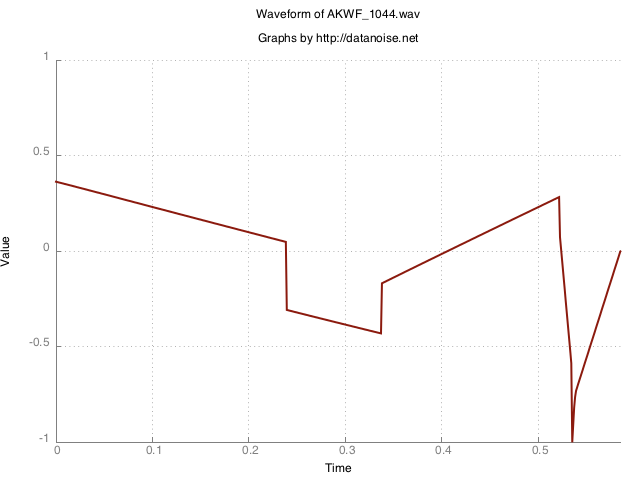 Waveform of AKWF_1044.wav
Graphs by http://datanoise.net
1
0.5
0
-0.5
-1
Value
0 0.1 0.2 0.3 0.4 0.5
Time